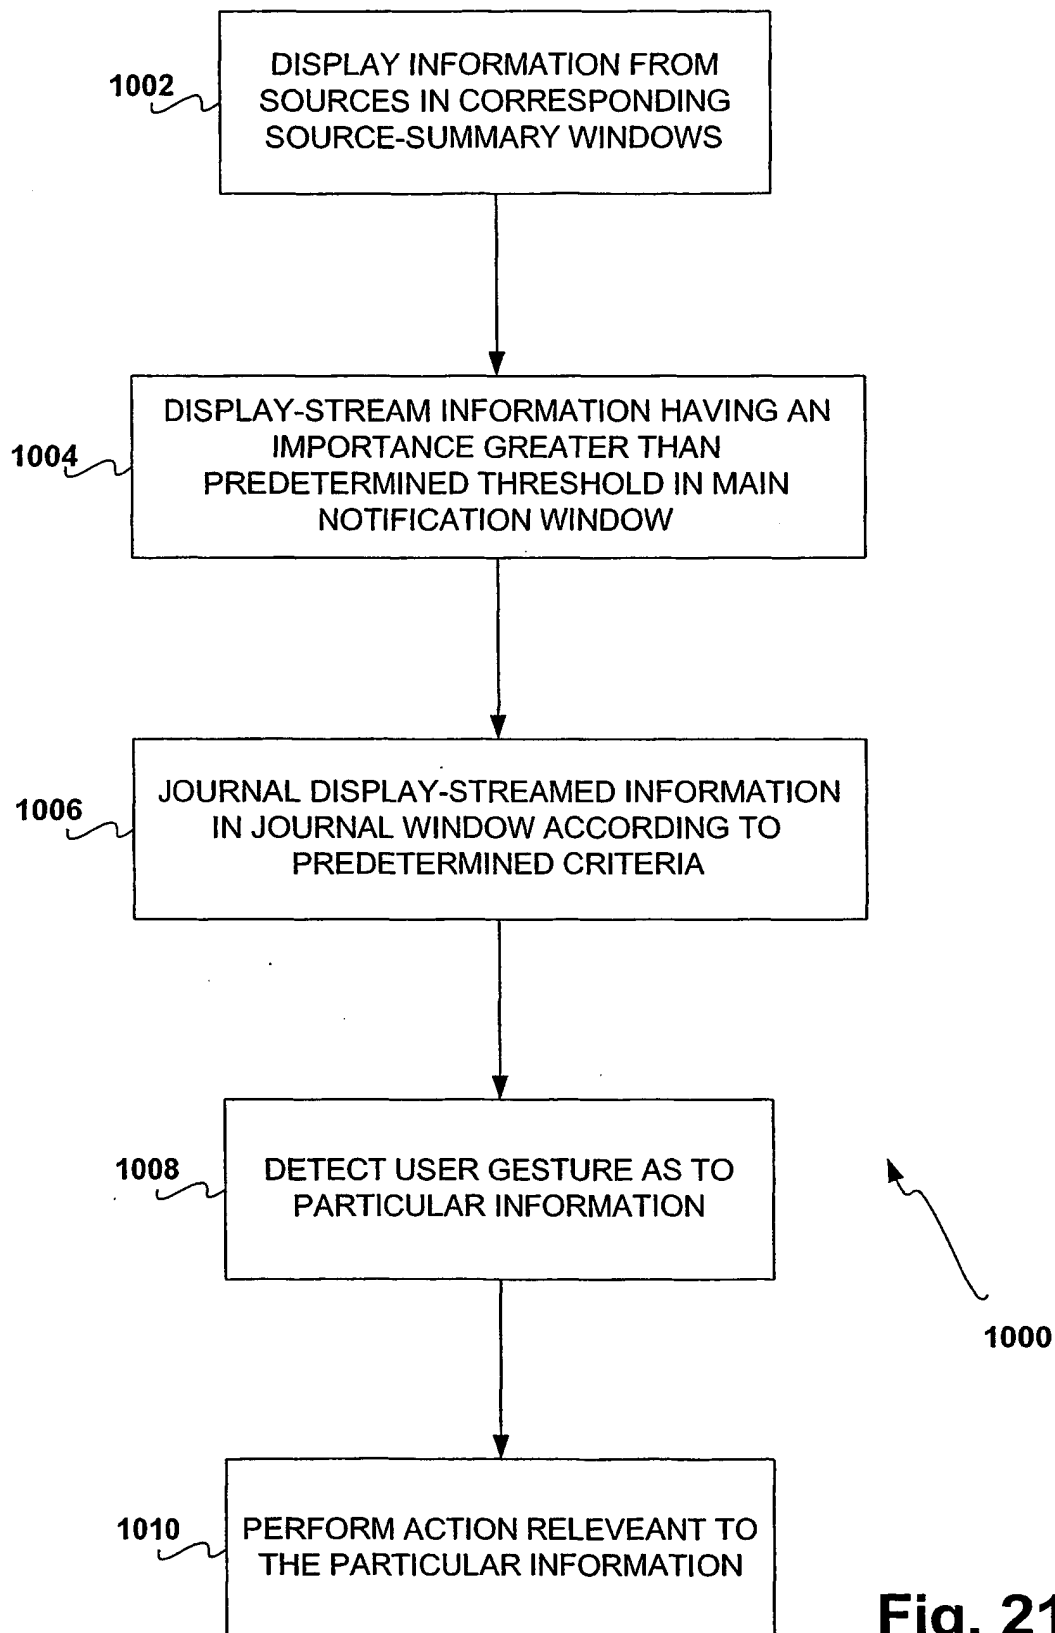 1002
DISPLAY INFORMATION FROM
SOURCES IN CORRESPONDING
SOURCE-SUMMARY WINDOWS
1004
DISPLAY-STREAM INFORMATION HAVING AN
IMPORTANCE GREATER THAN
PREDETERMINED THRESHOLD IN MAIN
NOTIFICATION WINDOW
1006
JOURNAL DISPLAY-STREAMED INFORMATION
IN JOURNAL WINDOW ACCORDING TO
PREDETERMINED CRITERIA
1008
DETECT USER GESTURE AS TO
PARTICULAR INFORMATION
1000
1010
PERFORM ACTION RELEVEANT TO
THE PARTICULAR INFORMATION
Fig. 21